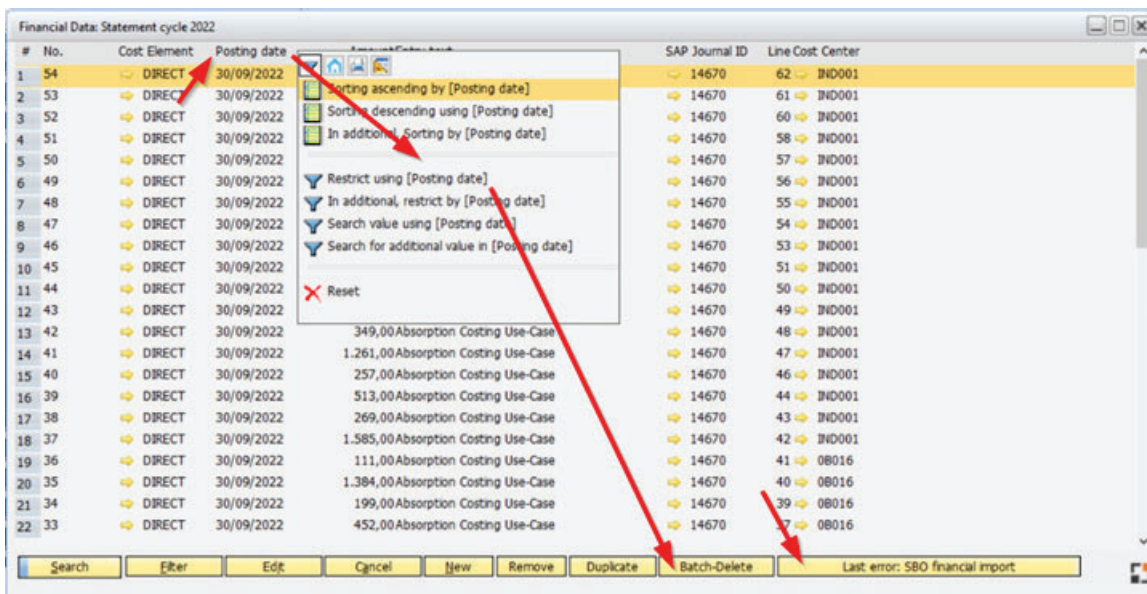 Financial Data: Statement cycle 2022
# No. Cost Element Posting date Amount Entry text SAP Journal ID Line Cost Center
1 54 DIRECT 30/09/2022 14670 62 IND001
Sorting ascending by [Posting date]
2 53 DIRECT 30/09/2022 14670 61 IND001
Sorting descending using [Posting date]
3 52 DIRECT 30/09/2022 14670 60 IND001
In additional, Sorting by [Posting date]
4 51 DIRECT 30/09/2022 14670 58 IND001
5 50 DIRECT 30/09/2022 14670 57 IND001
Restrict using [Posting date]
6 49 DIRECT 30/09/2022 14670 56 IND001
In additional, restrict by [Posting date]
7 48 DIRECT 30/09/2022 14670 55 IND001
Search value using [Posting date]
8 47 DIRECT 30/09/2022 14670 54 IND001
Search for additional value in [Posting date]
9 46 DIRECT 30/09/2022 14670 53 IND001
10 45 DIRECT 30/09/2022 14670 51 IND001
11 44 DIRECT 30/09/2022 14670 50 IND001
Reset
12 43 DIRECT 30/09/2022 14670 49 IND001
13 42 DIRECT 30/09/2022 349,00 Absorption Costing Use-Case 14670 48 IND001
14 41 DIRECT 30/09/2022 1.261,00 Absorption Costing Use-Case 14670 47 IND001
15 40 DIRECT 30/09/2022 257,00 Absorption Costing Use-Case 14670 46 IND001
16 39 DIRECT 30/09/2022 513,00 Absorption Costing Use-Case 14670 44 IND001
17 38 DIRECT 30/09/2022 269,00 Absorption Costing Use-Case 14670 43 IND001
18 37 DIRECT 30/09/2022 1.585,00 Absorption Costing Use-Case 14670 42 IND001
19 36 DIRECT 30/09/2022 111,00 Absorption Costing Use-Case 14670 41 0B016
20 35 DIRECT 30/09/2022 1.384,00 Absorption Costing Use-Case 14670 40 0B016
21 34 DIRECT 30/09/2022 199,00 Absorption Costing Use-Case 14670 39 0B016
22 33 DIRECT 30/09/2022 452,00 Absorption Costing Use-Case 14670 37 0B016
Search Filter Edit Cancel New Remove Duplicate Batch-Delete Last error: SBO financial import